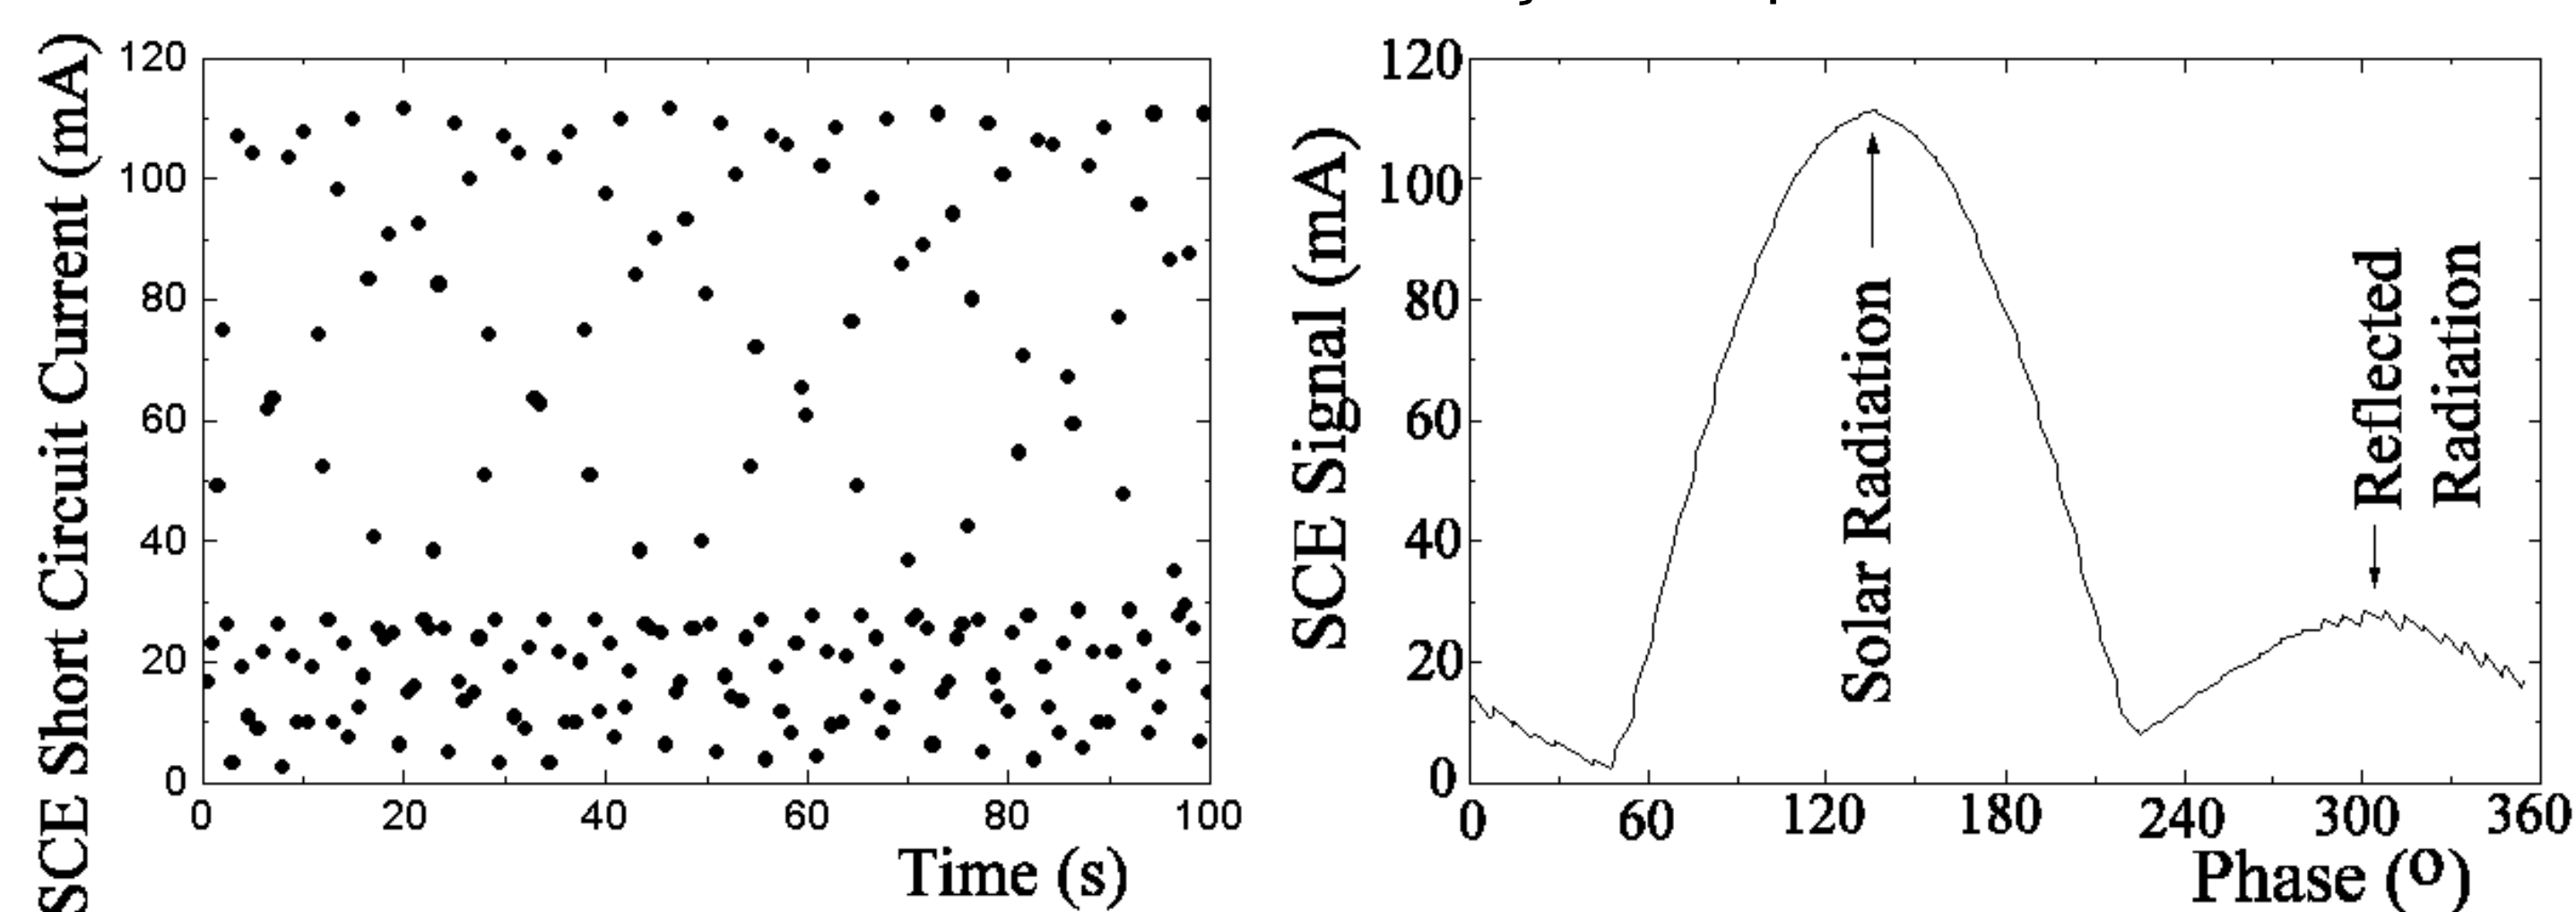 SCE Short Circuit Current (mA)
120
100
80
60
40
20
0
0 20 40 60 80 100
Time (s)
SCE Signal (mA)
120
100
80
60
40
20
0
Solar Radiation
Reflected
Radiation
0 60 120 180 240 300 360
Phase (º)